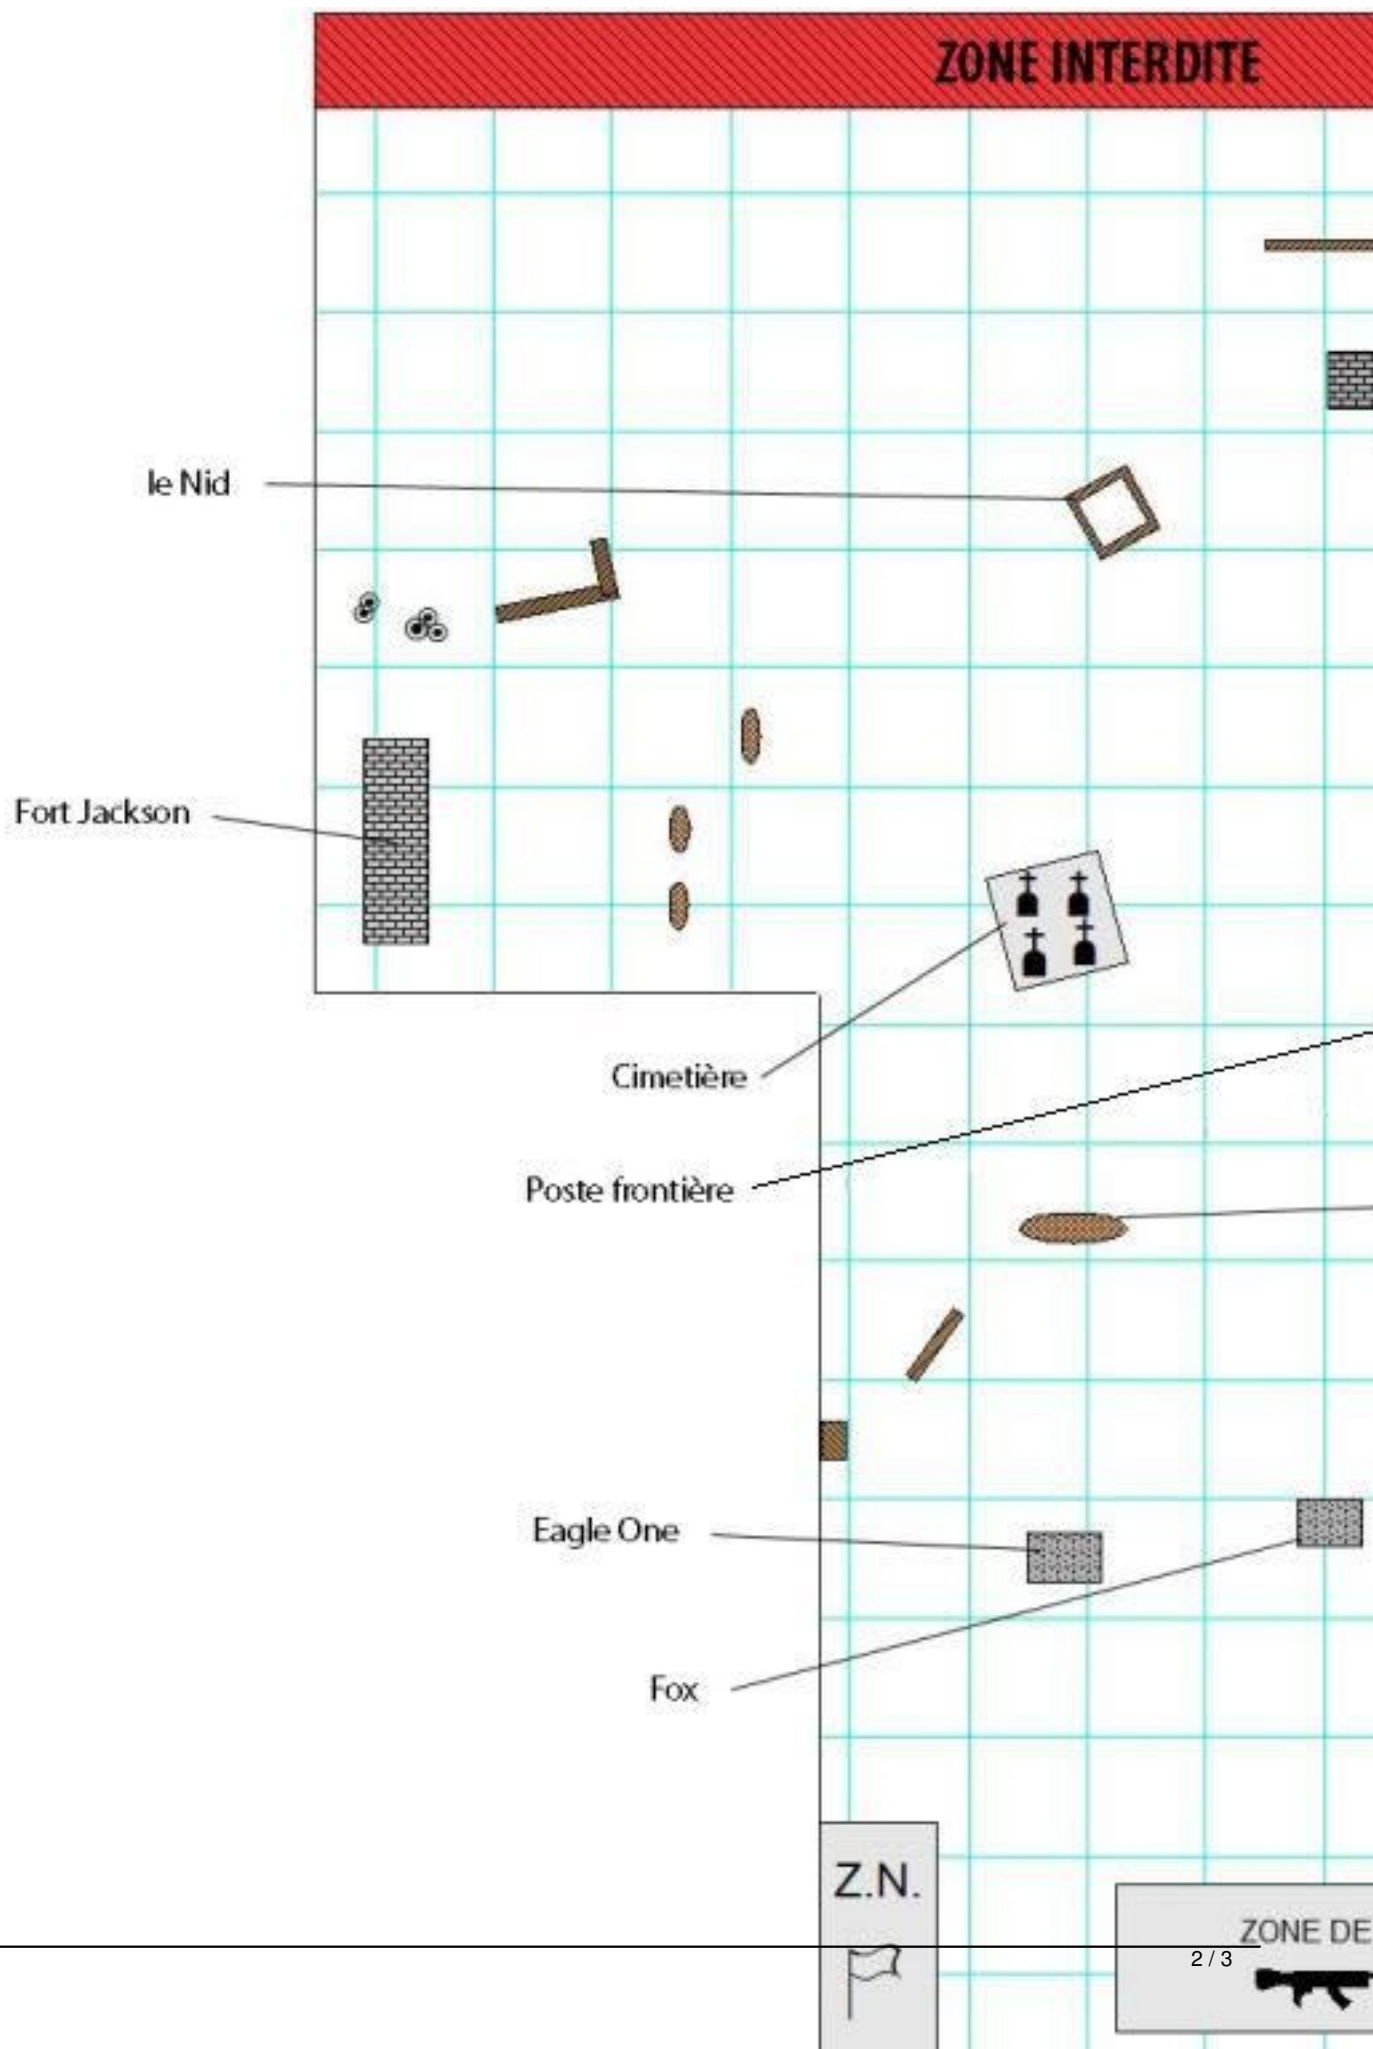 ZONE INTERDITE
le Nid
Fort Jackson
Cimetière
Poste frontière
Eagle One
Fox
Z.N.
ZONE DE
2 / 3